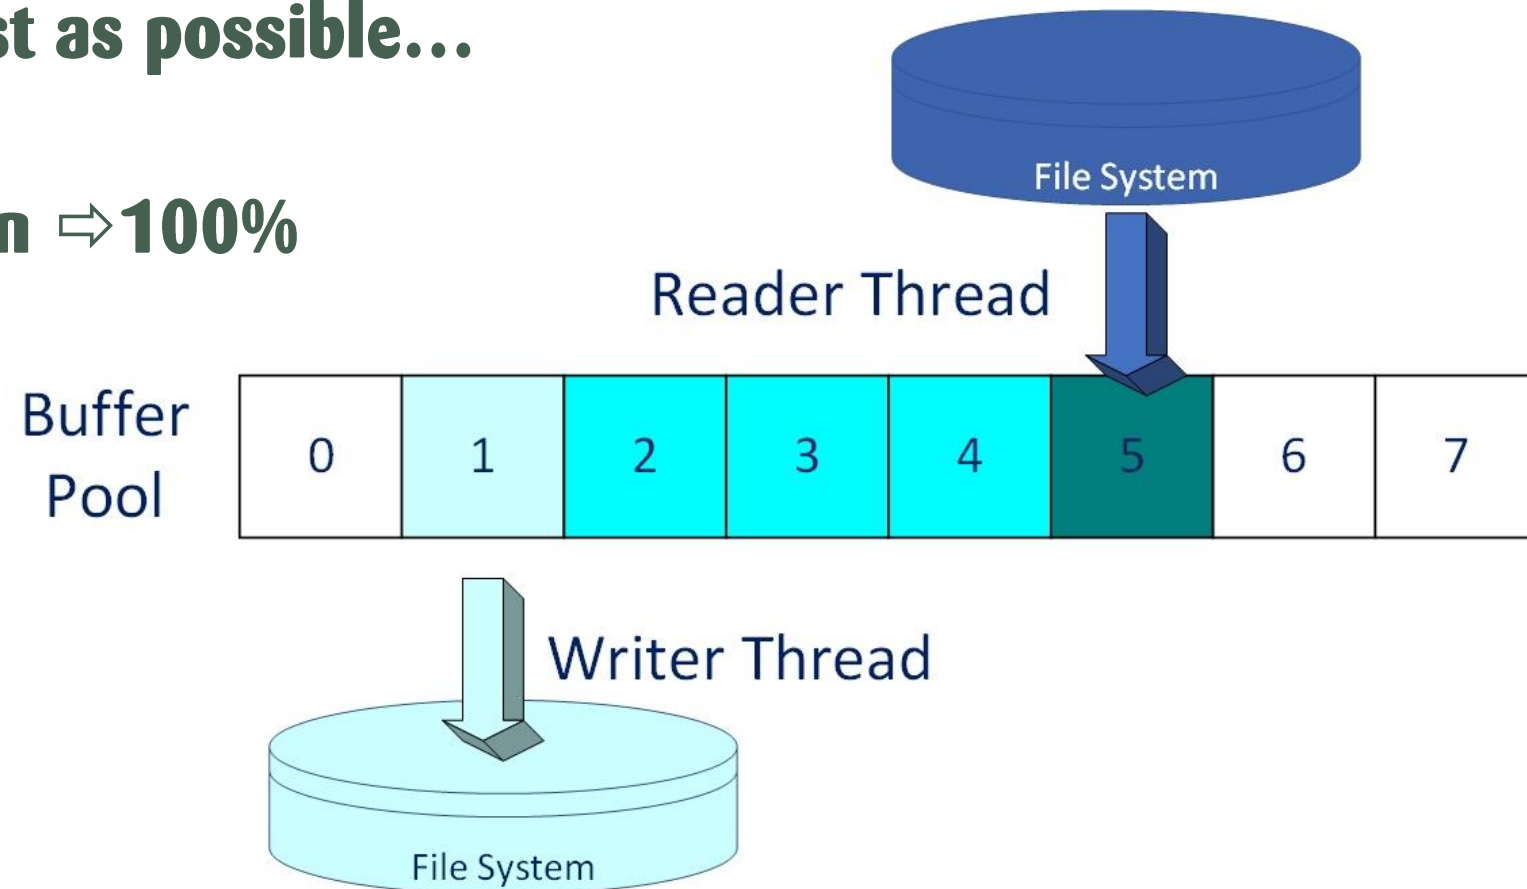 st as possible...
File System
n ⇨100%
Reader Thread
Buffer
Pool
0 1 2 3 4 5 6 7
Writer Thread
File System